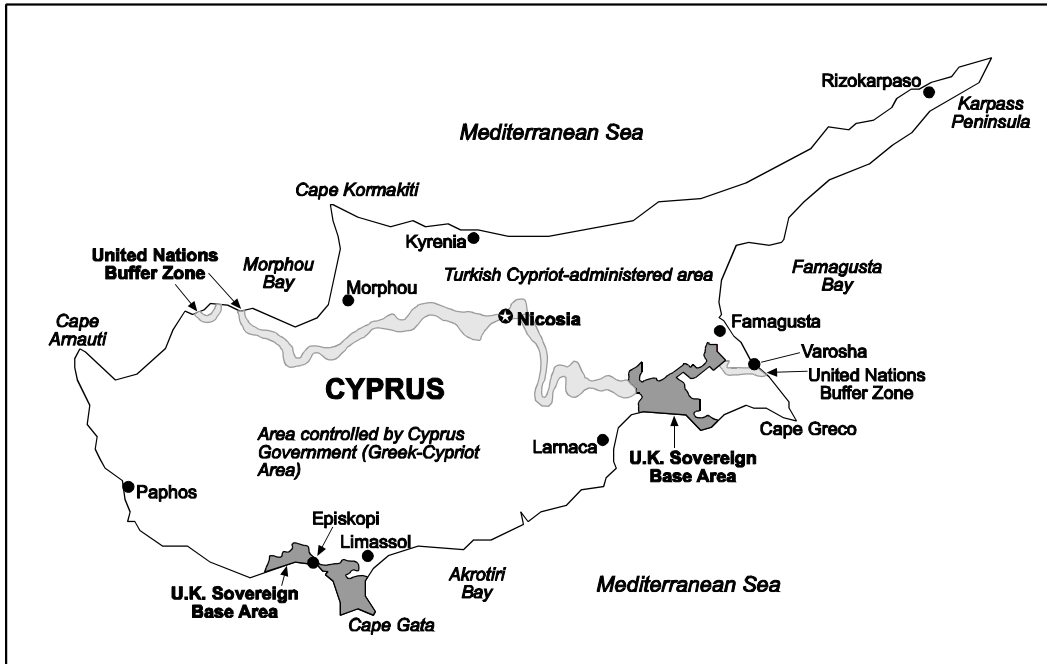 Rizokarpaso
Karpass
Peninsula
Mediterranean Sea
Cape Kormakiti
Kyrenia
United Nations
Buffer Zone
Morphou
Bay
Turkish Cypriot-administered area
Famagusta
Bay
Morphou
Nicosia
Cape
Arnauti
Famagusta
Varosha
United Nations
Buffer Zone
CYPRUS
Cape Greco
Area controlled by Cyprus
Government (Greek-Cypriot
Area)
Larnaca
U.K. Sovereign
Base Area
Paphos
Episkopi
Limassol
Akrotiri
Bay
Mediterranean Sea
U.K. Sovereign
Base Area
Cape Gata